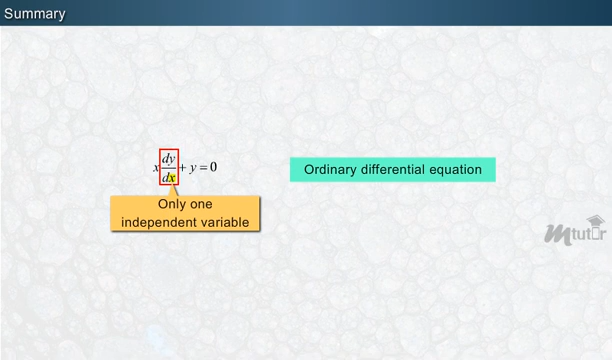 Summary
x dy/dx + y = 0
Ordinary differential equation
Only one
independent variable
mtutor